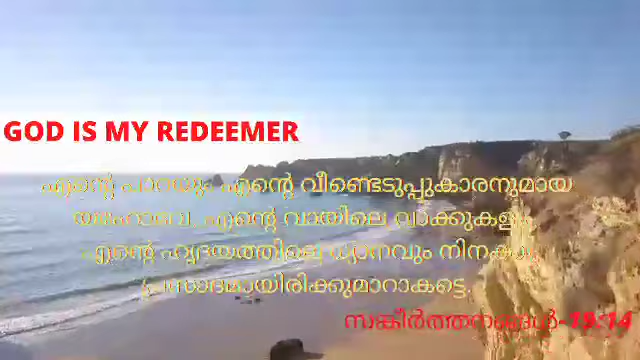 GOD IS MY REDEEMER
എന്റെ പാറയും എന്റെ വീണ്ടെടുപ്പുകാരനുമായ
യഹോവേ, എന്റെ വായിലെ വാക്കുകളും
എന്റെ ഹൃദയത്തിലെ ധ്യാനവും നിനക്കു
പ്രസാദമായിരിക്കുമാറാകട്ടെ.
സങ്കീർത്തനങ്ങൾ-19:14